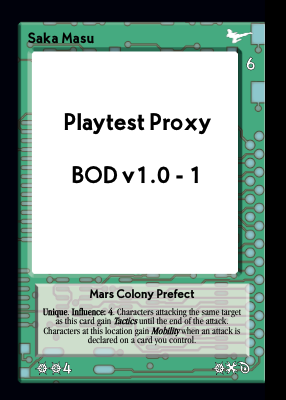 Saka Masu
6
Playtest Proxy
BOD v1.0 - 1
Mars Colony Prefect
Unique. Influence: 4. Characters attacking the same target
as this card gain Tactics until the end of the attack.
Characters at this location gain Mobility when an attack is
declared on a card you control.
4